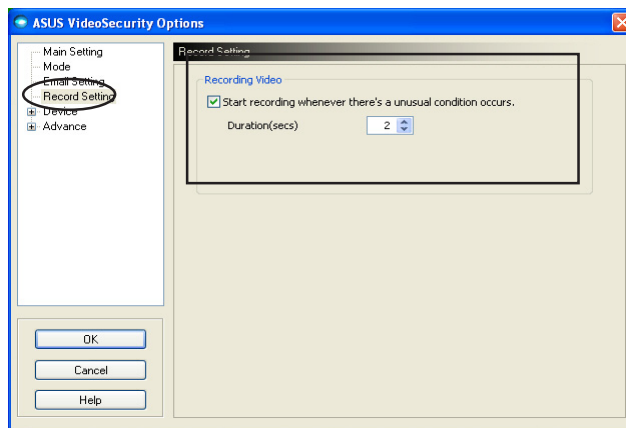 ASUS VideoSecurity Options
Main Setting
Mode
Email Setting
Record Setting
Device
Advance
OK
Cancel
Help
Record Setting
Recording Video
Start recording whenever there's a unusual condition occurs.
Duration(secs) 2